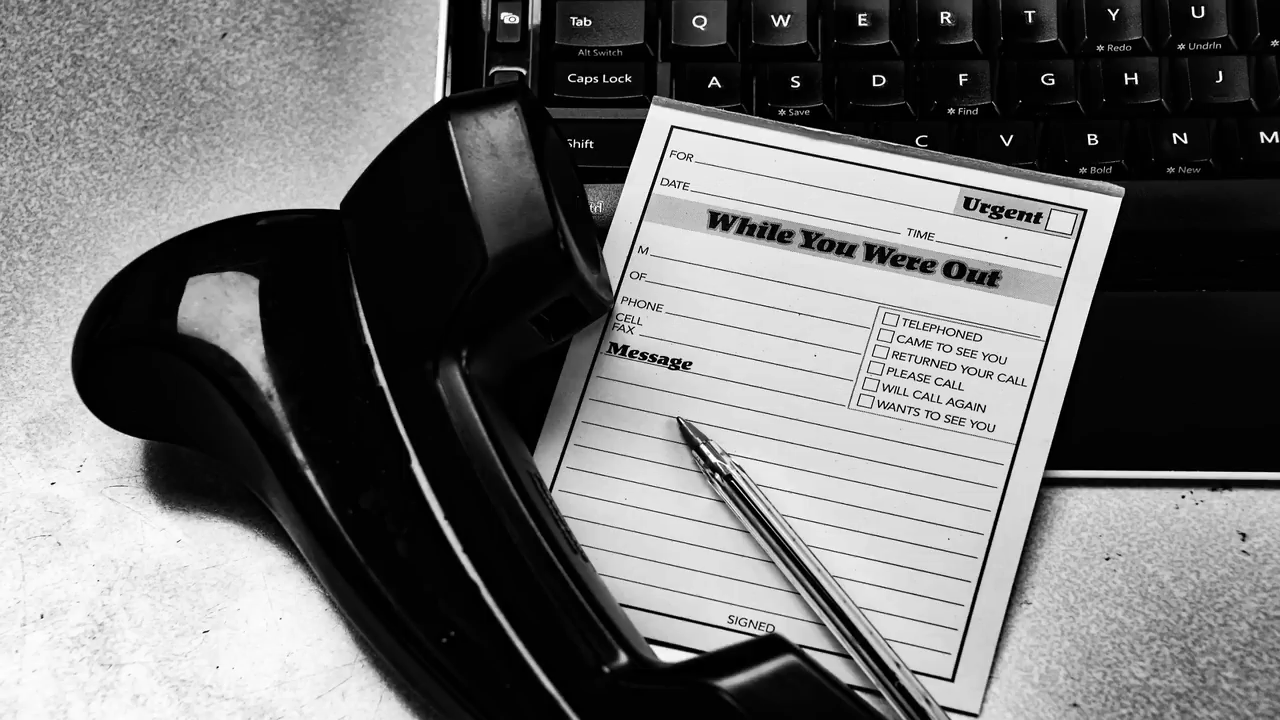 Tab Q W E R T Y U
Alt Switch * Redo * Undrln
Caps Lock A S D F G H J
* Save * Find
Shift C V B N M
* Bold * New
FOR
DATE
Urgent
TIME
While You Were Out
M
OF
PHONE
CELL
FAX
TELEPHONED
CAME TO SEE YOU
RETURNED YOUR CALL
PLEASE CALL
WILL CALL AGAIN
WANTS TO SEE YOU
Message
SIGNED